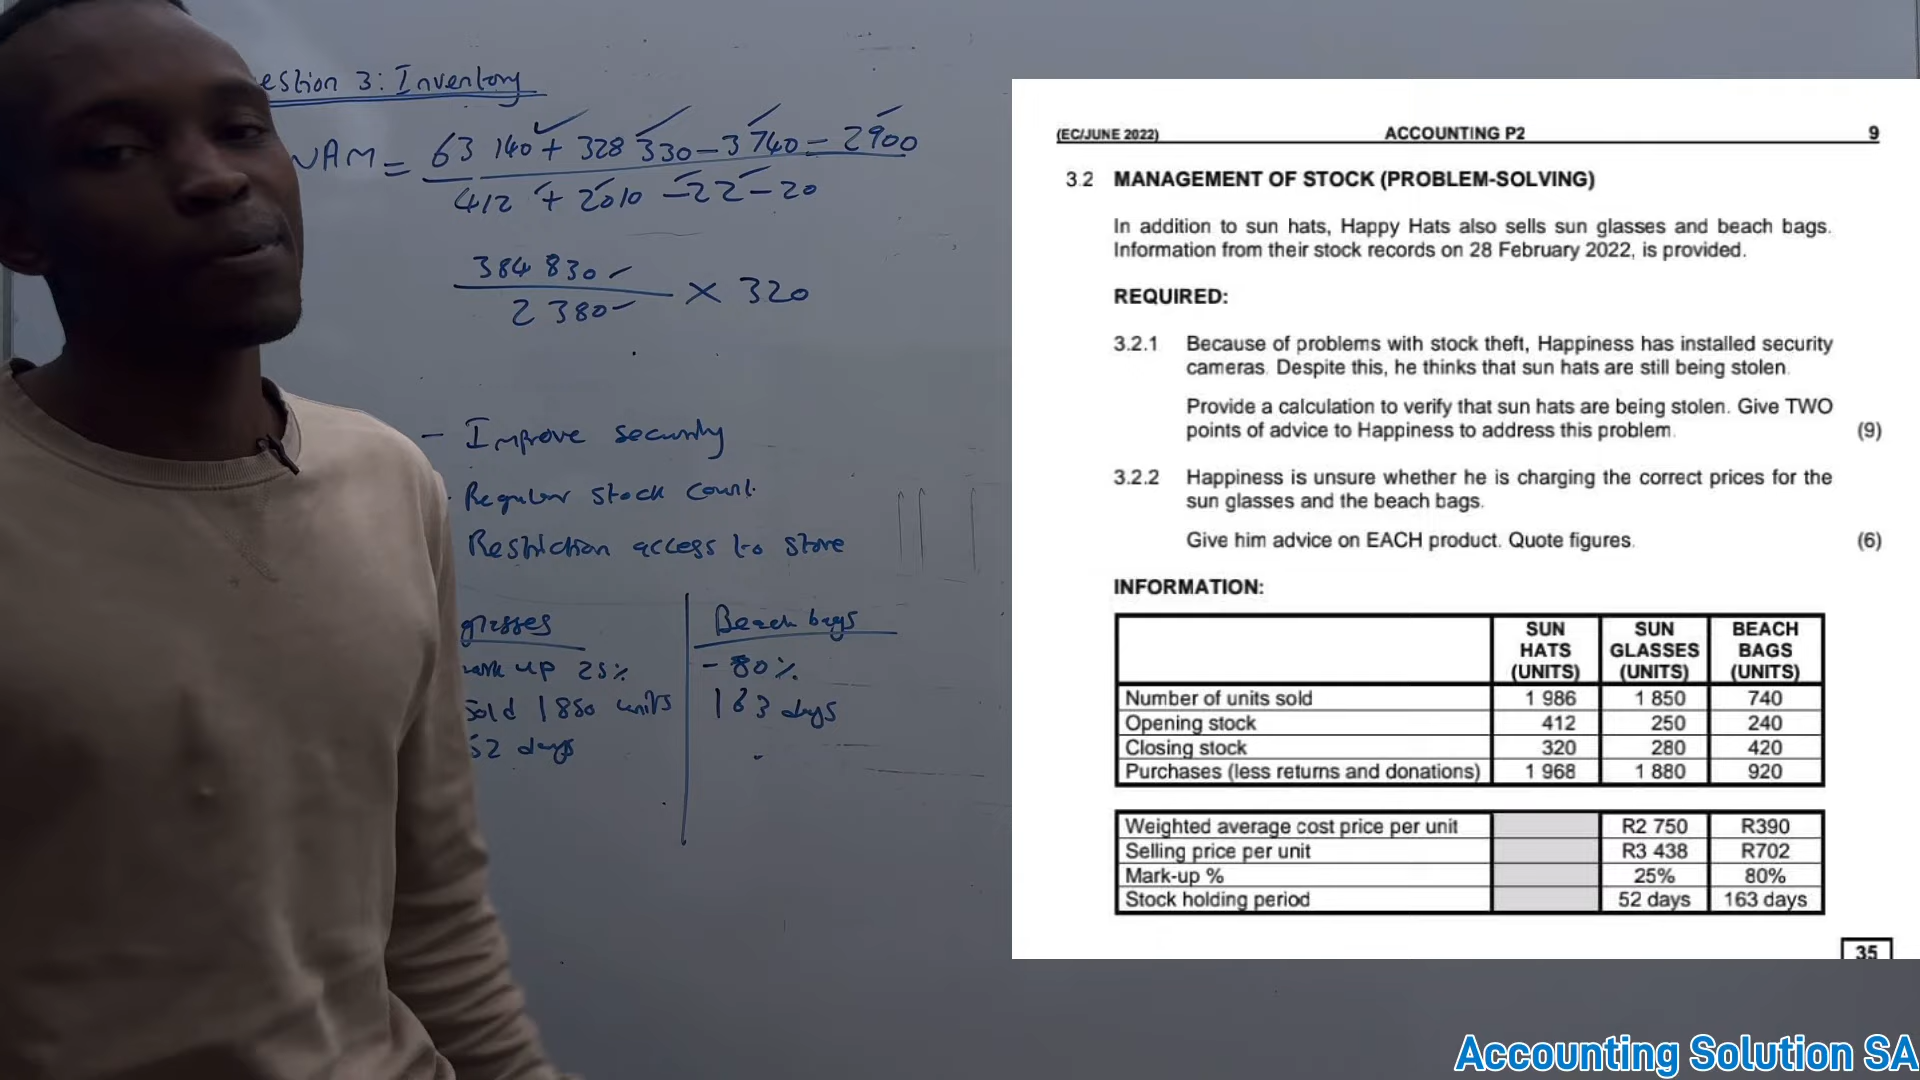 estion 3: Inventory
WAM = 63 140 + 328 330 - 3 740 - 2900
412 + 2010 - 22 - 20
384 830
2 380
× 320
- Improve security
- Regular stock count
Restriction access to store
glasses
mark up 25%
sold 1850 units
52 days
Beach bags
- 80%
163 days
-
(EC/JUNE 2022) ACCOUNTING P2 9
3.2 MANAGEMENT OF STOCK (PROBLEM-SOLVING)
In addition to sun hats, Happy Hats also sells sun glasses and beach bags.
Information from their stock records on 28 February 2022, is provided.
REQUIRED:
3.2.1 Because of problems with stock theft, Happiness has installed security
cameras. Despite this, he thinks that sun hats are still being stolen.
Provide a calculation to verify that sun hats are being stolen. Give TWO
points of advice to Happiness to address this problem. (9)
3.2.2 Happiness is unsure whether he is charging the correct prices for the
sun glasses and the beach bags.
Give him advice on EACH product. Quote figures. (6)
INFORMATION:
SUN HATS (UNITS) SUN GLASSES (UNITS) BEACH BAGS (UNITS)
Number of units sold 1 986 1 850 740
Opening stock 412 250 240
Closing stock 320 280 420
Purchases (less returns and donations) 1 968 1 880 920
Weighted average cost price per unit R2 750 R390
Selling price per unit R3 438 R702
Mark-up % 25% 80%
Stock holding period 52 days 163 days
35
Accounting Solution SA